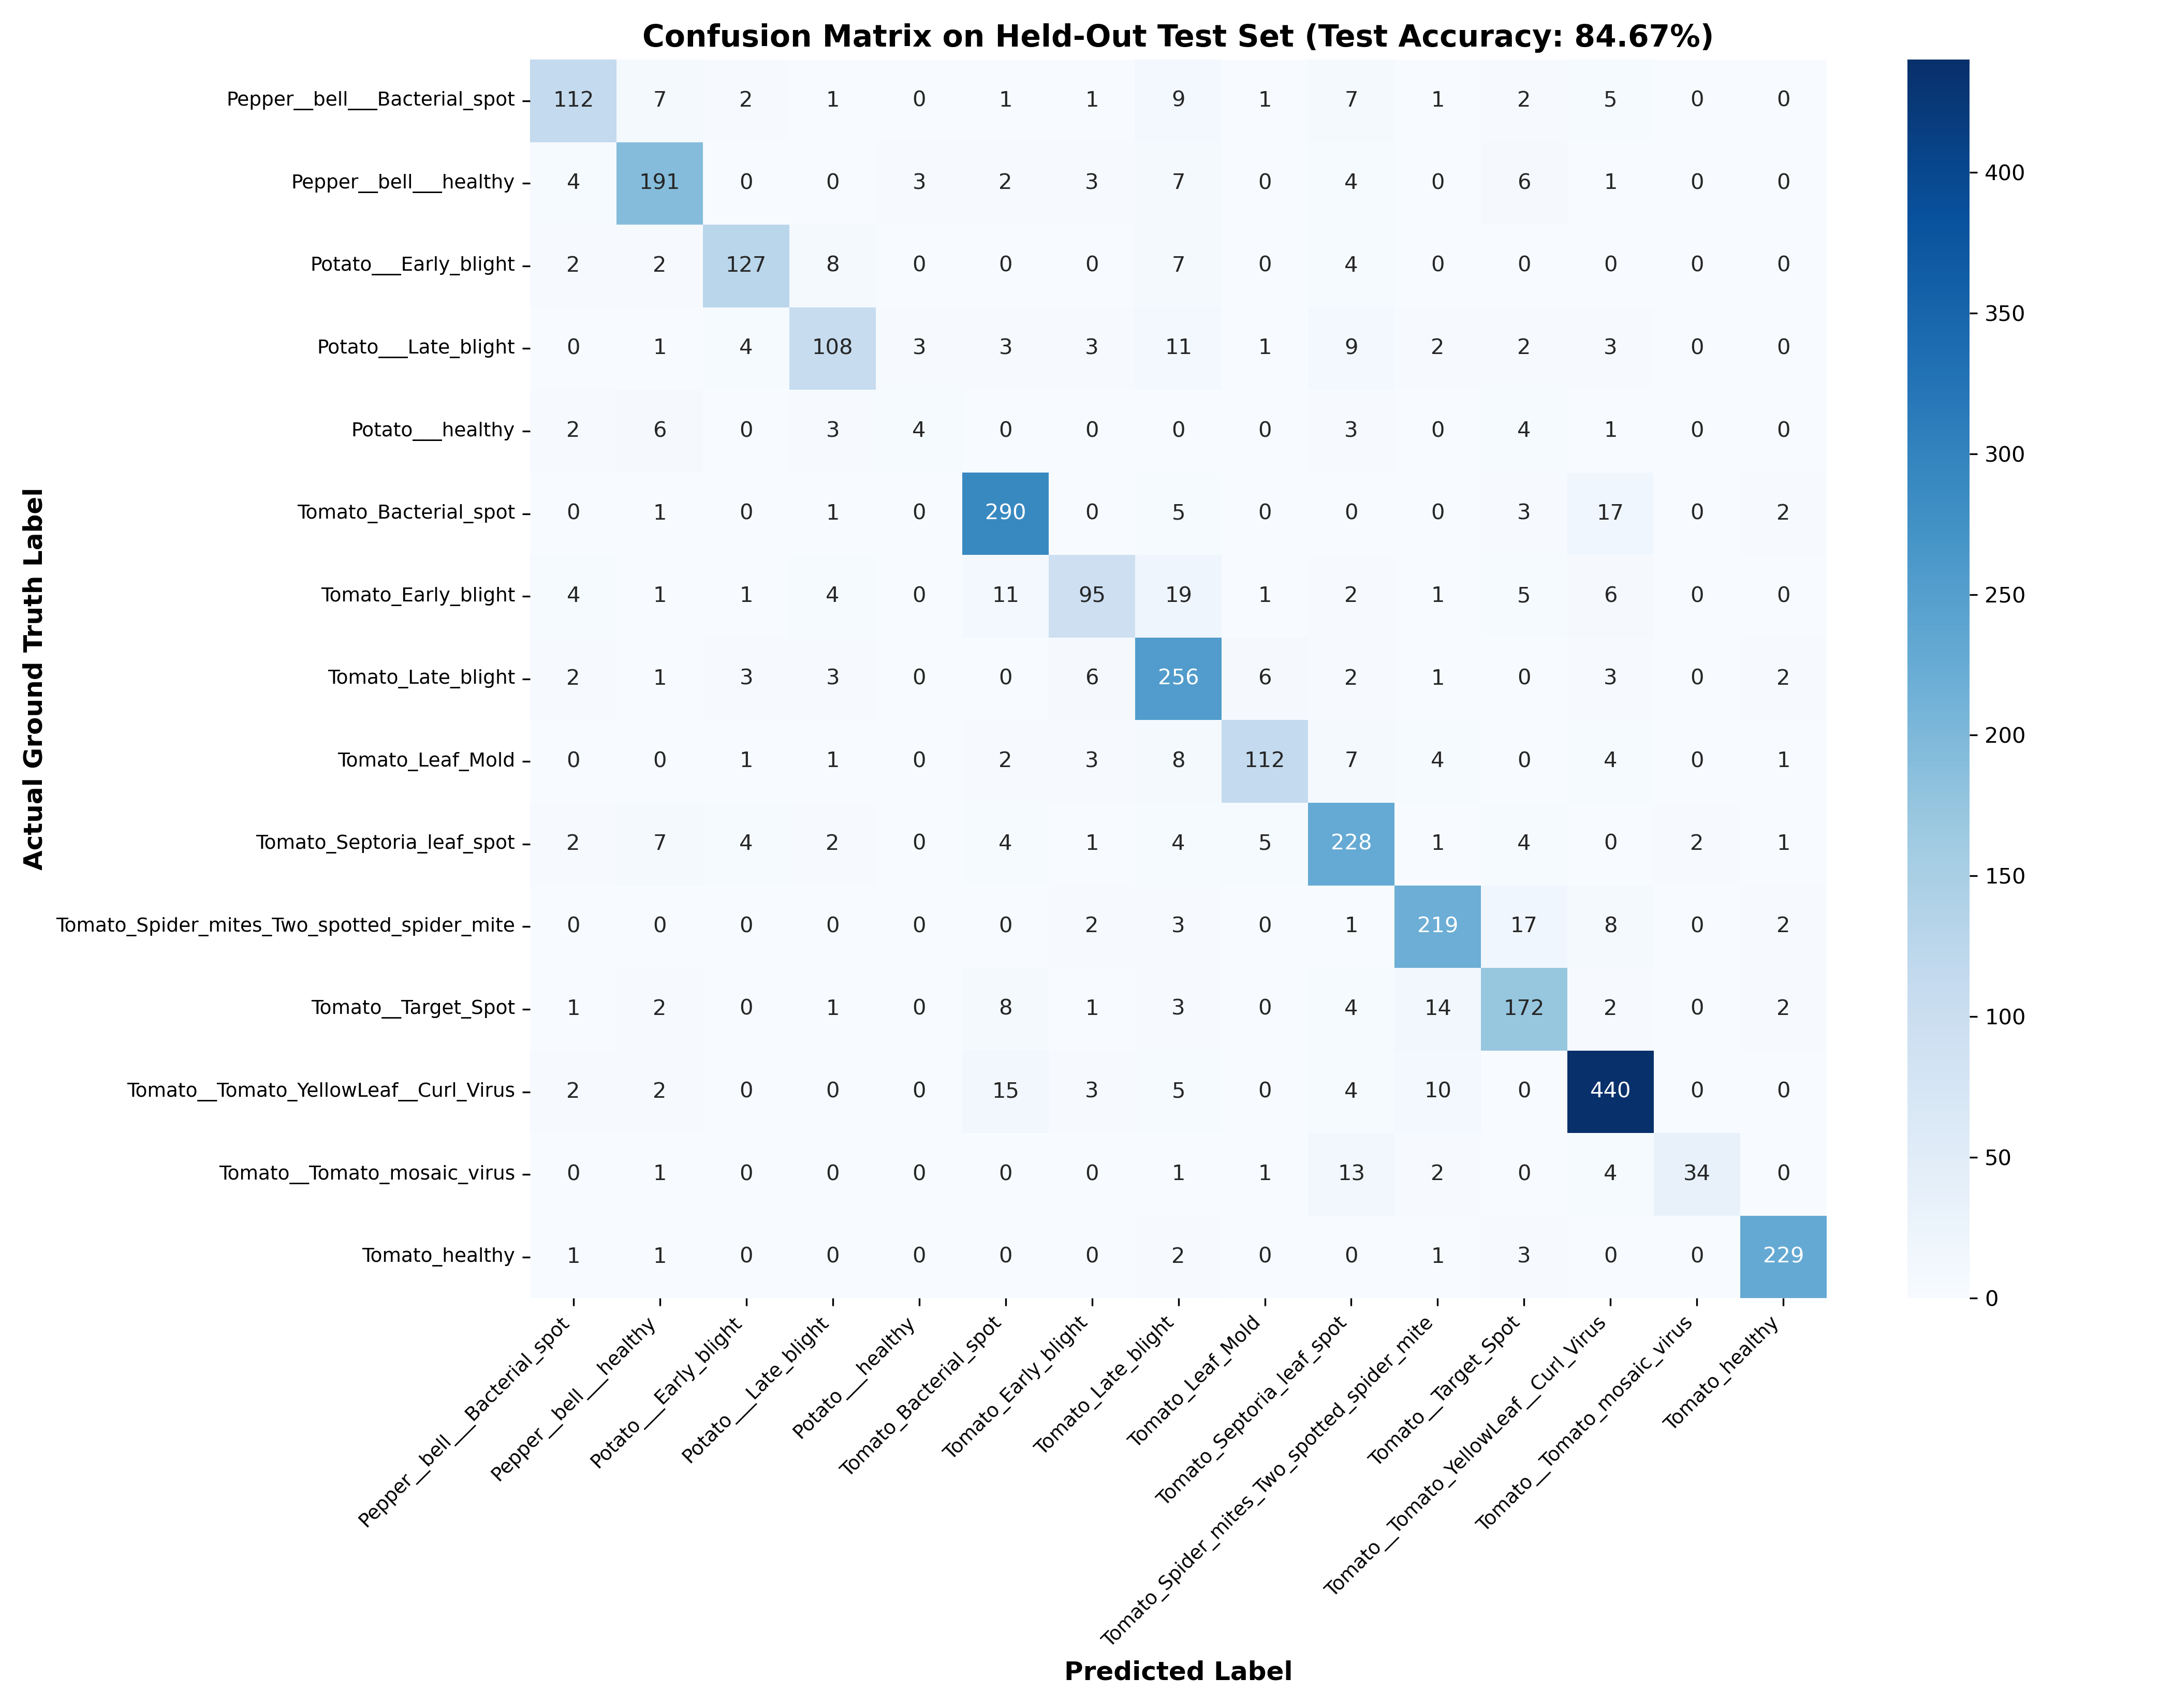 Confusion Matrix on Held-Out Test Set (Test Accuracy: 84.67%)
Actual Ground Truth Label
Pepper__bell___Bacterial_spot 112 7 2 1 0 1 1 9 1 7 1 2 5 0 0
Pepper__bell___healthy 4 191 0 0 3 2 3 7 0 4 0 6 1 0 0
Potato___Early_blight 2 2 127 8 0 0 0 7 0 4 0 0 0 0 0
Potato___Late_blight 0 1 4 108 3 3 3 11 1 9 2 2 3 0 0
Potato___healthy 2 6 0 3 4 0 0 0 0 3 0 4 1 0 0
Tomato_Bacterial_spot 0 1 0 1 0 290 0 5 0 0 0 3 17 0 2
Tomato_Early_blight 4 1 1 4 0 11 95 19 1 2 1 5 6 0 0
Tomato_Late_blight 2 1 3 3 0 0 6 256 6 2 1 0 3 0 2
Tomato_Leaf_Mold 0 0 1 1 0 2 3 8 112 7 4 0 4 0 1
Tomato_Septoria_leaf_spot 2 7 4 2 0 4 1 4 5 228 1 4 0 2 1
Tomato_Spider_mites_Two_spotted_spider_mite 0 0 0 0 0 0 2 3 0 1 219 17 8 0 2
Tomato__Target_Spot 1 2 0 1 0 8 1 3 0 4 14 172 2 0 2
Tomato__Tomato_YellowLeaf__Curl_Virus 2 2 0 0 0 15 3 5 0 4 10 0 440 0 0
Tomato__Tomato_mosaic_virus 0 1 0 0 0 0 0 1 1 13 2 0 4 34 0
Tomato_healthy 1 1 0 0 0 0 0 2 0 0 1 3 0 0 229
Pepper__bell___Bacterial_spot
Pepper__bell___healthy
Potato___Early_blight
Potato___Late_blight
Potato___healthy
Tomato_Bacterial_spot
Tomato_Early_blight
Tomato_Late_blight
Tomato_Leaf_Mold
Tomato_Septoria_leaf_spot
Tomato_Spider_mites_Two_spotted_spider_mite
Tomato__Target_Spot
Tomato__Tomato_YellowLeaf__Curl_Virus
Tomato__Tomato_mosaic_virus
Tomato_healthy
Predicted Label
400
350
300
250
200
150
100
50
0